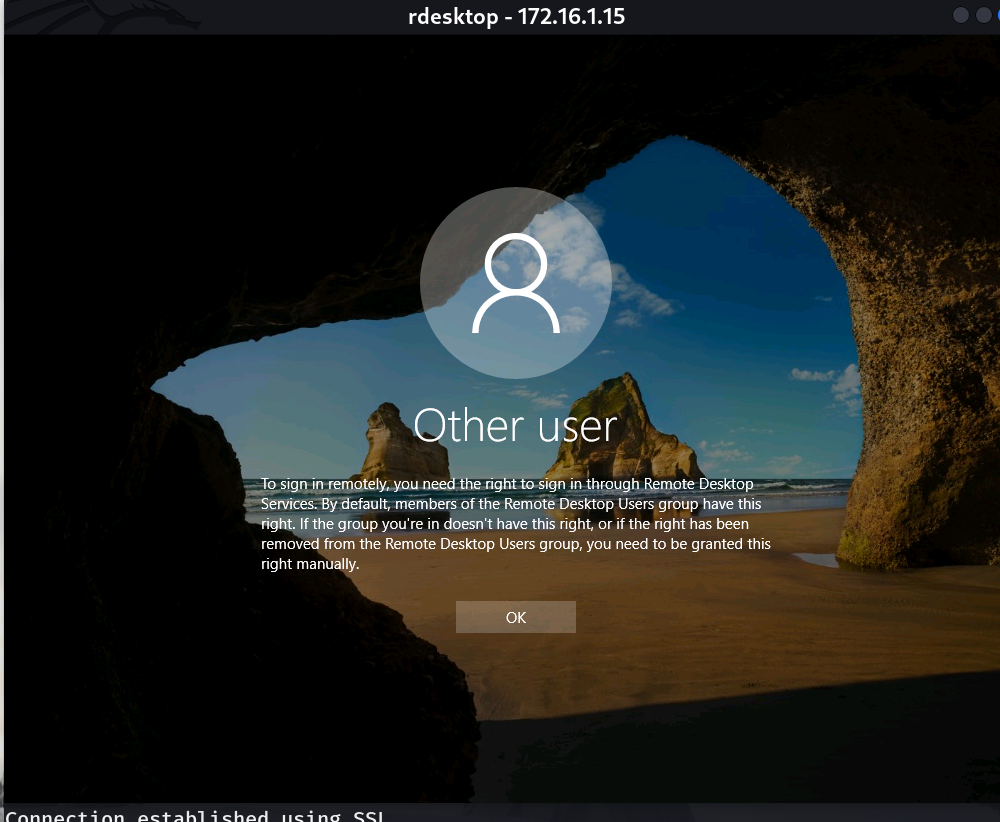 rdesktop - 172.16.1.15
Other user
To sign in remotely, you need the right to sign in through Remote Desktop
Services. By default, members of the Remote Desktop Users group have this
right. If the group you're in doesn't have this right, or if the right has been
removed from the Remote Desktop Users group, you need to be granted this
right manually.
OK
Connection established using SSL